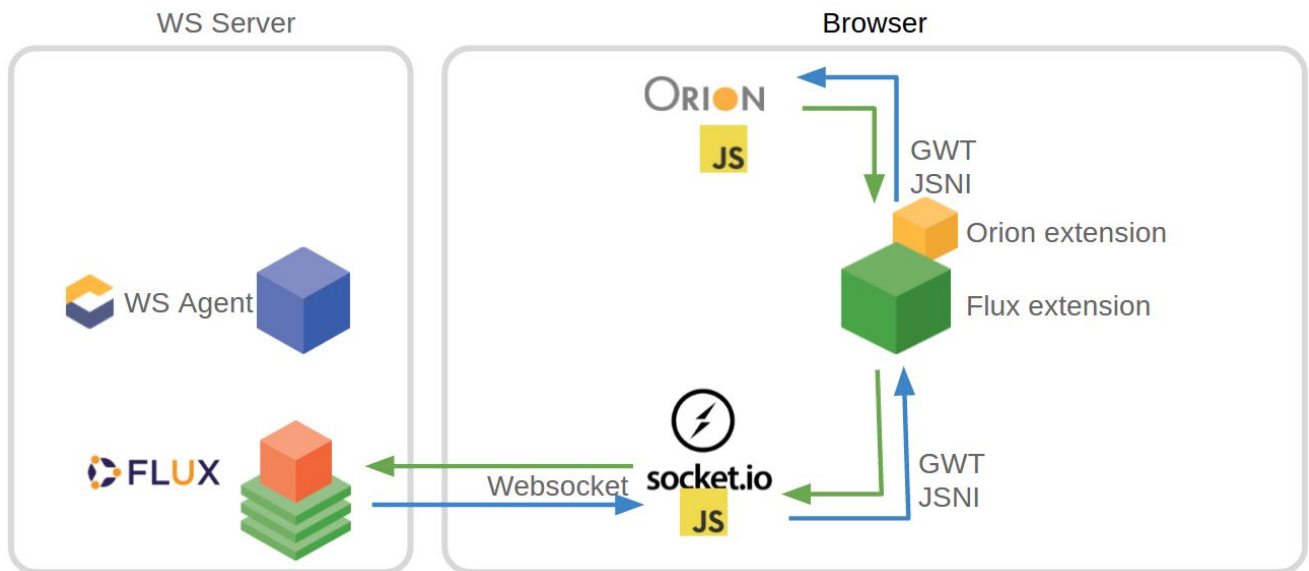 WS Server
Browser
ORION
JS
GWT
JSNI
Orion extension
WS Agent
Flux extension
FLUX
Websocket
socket.io
JS
GWT
JSNI